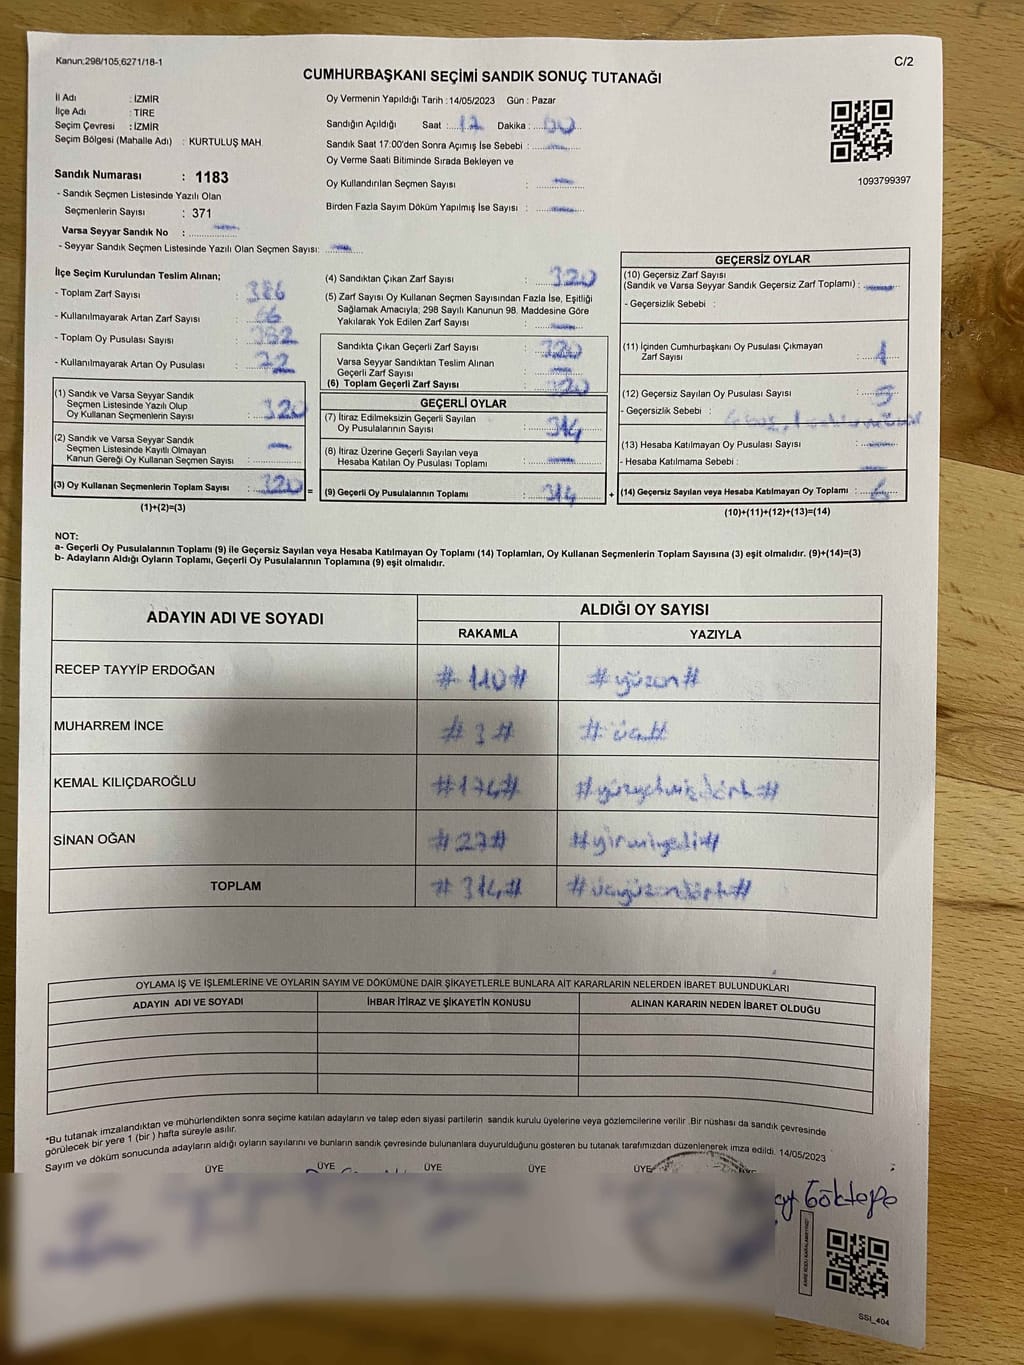 Kanun;298/105;6271/18-1
C/2
CUMHURBAŞKANI SEÇİMİ SANDIK SONUÇ TUTANAĞI
İl Adı : İZMİR
İlçe Adı : TİRE
Seçim Çevresi : İZMİR
Seçim Bölgesi (Mahalle Adı) : KURTULUŞ MAH.
Sandık Numarası : 1183
- Sandık Seçmen Listesinde Yazılı Olan
Seçmenlerin Sayısı : 371
Varsa Seyyar Sandık No : —
- Seyyar Sandık Seçmen Listesinde Yazılı Olan Seçmen Sayısı: —
Oy Vermenin Yapıldığı Tarih : 14/05/2023 Gün : Pazar
Sandığın Açıldığı Saat : 17 Dakika : 00
Sandık Saat 17:00'den Sonra Açımış İse Sebebi : —
Oy Verme Saati Bitiminde Sırada Bekleyen ve
Oy Kullandırılan Seçmen Sayısı : —
Birden Fazla Sayım Döküm Yapılmış İse Sayısı : —
1093799397
İlçe Seçim Kurulundan Teslim Alınan;
- Toplam Zarf Sayısı : 386
- Kullanılmayarak Artan Zarf Sayısı : 66
- Toplam Oy Pusulası Sayısı :
- Kullanılmayarak Artan Oy Pusulası : 72
(1) Sandık ve Varsa Seyyar Sandık
Seçmen Listesinde Yazılı Olup
Oy Kullanan Seçmenlerin Sayısı : 320
(2) Sandık ve Varsa Seyyar Sandık
Seçmen Listesinde Kayıtlı Olmayan
Kanun Gereği Oy Kullanan Seçmen Sayısı : —
(3) Oy Kullanan Seçmenlerin Toplam Sayısı : 320 =
(1)+(2)=(3)
(4) Sandıktan Çıkan Zarf Sayısı : 320
(5) Zarf Sayısı Oy Kullanan Seçmen Sayısından Fazla İse, Eşitliği
Sağlamak Amacıyla; 298 Sayılı Kanunun 98. Maddesine Göre
Yakılarak Yok Edilen Zarf Sayısı : —
Sandıkta Çıkan Geçerli Zarf Sayısı : 320
Varsa Seyyar Sandıktan Teslim Alınan
Geçerli Zarf Sayısı : —
(6) Toplam Geçerli Zarf Sayısı : 320
GEÇERLİ OYLAR
(7) İtiraz Edilmeksizin Geçerli Sayılan
Oy Pusulalarının Sayısı : 314
(8) İtiraz Üzerine Geçerli Sayılan veya
Hesaba Katılan Oy Pusulası Toplamı : —
(9) Geçerli Oy Pusulalarının Toplamı : 314 +
GEÇERSİZ OYLAR
(10) Geçersiz Zarf Sayısı
(Sandık ve Varsa Seyyar Sandık Geçersiz Zarf Toplamı) : —
- Geçersizlik Sebebi :
(11) İçinden Cumhurbaşkanı Oy Pusulası Çıkmayan
Zarf Sayısı : 1
(12) Geçersiz Sayılan Oy Pusulası Sayısı : 5
- Geçersizlik Sebebi :
(13) Hesaba Katılmayan Oy Pusulası Sayısı : —
- Hesaba Katılmama Sebebi : —
(14) Geçersiz Sayılan veya Hesaba Katılmayan Oy Toplamı : 6
(10)+(11)+(12)+(13)=(14)
NOT:
a- Geçerli Oy Pusulalarının Toplamı (9) ile Geçersiz Sayılan veya Hesaba Katılmayan Oy Toplamı (14) Toplamları, Oy Kullanan Seçmenlerin Toplam Sayısına (3) eşit olmalıdır. (9)+(14)=(3)
b- Adayların Aldığı Oyların Toplamı, Geçerli Oy Pusulalarının Toplamına (9) eşit olmalıdır.
ADAYIN ADI VE SOYADI
ALDIĞI OY SAYISI
RAKAMLA YAZIYLA
RECEP TAYYİP ERDOĞAN # 110# #yüzon#
MUHARREM İNCE # 3 # # üç#
KEMAL KILIÇDAROĞLU #174# #yüzyetmişdört#
SİNAN OĞAN #27# #yirmiyedi#
TOPLAM # 314# #üçyüzondört#
OYLAMA İŞ VE İŞLEMLERİNE VE OYLARIN SAYIM VE DÖKÜMÜNE DAİR ŞİKAYETLERLE BUNLARA AİT KARARLARIN NELERDEN İBARET BULUNDUKLARI
ADAYIN ADI VE SOYADI İHBAR İTİRAZ VE ŞİKAYETİN KONUSU ALINAN KARARIN NEDEN İBARET OLDUĞU
*Bu tutanak imzalandıktan ve mühürlendikten sonra seçime katılan adayların ve talep eden siyasi partilerin sandık kurulu üyelerine veya gözlemcilerine verilir .Bir nüshası da sandık çevresinde
görülecek bir yere 1 (bir ) hafta süreyle asılır.
Sayım ve döküm sonucunda adayların aldığı oyların sayılarını ve bunların sandık çevresinde bulunanlara duyurulduğunu gösteren bu tutanak tarafımızdan düzenlenerek imza edildi. 14/05/2023
ÜYE ÜYE ÜYE ÜYE ÜYE
Göktepe
SSI_404